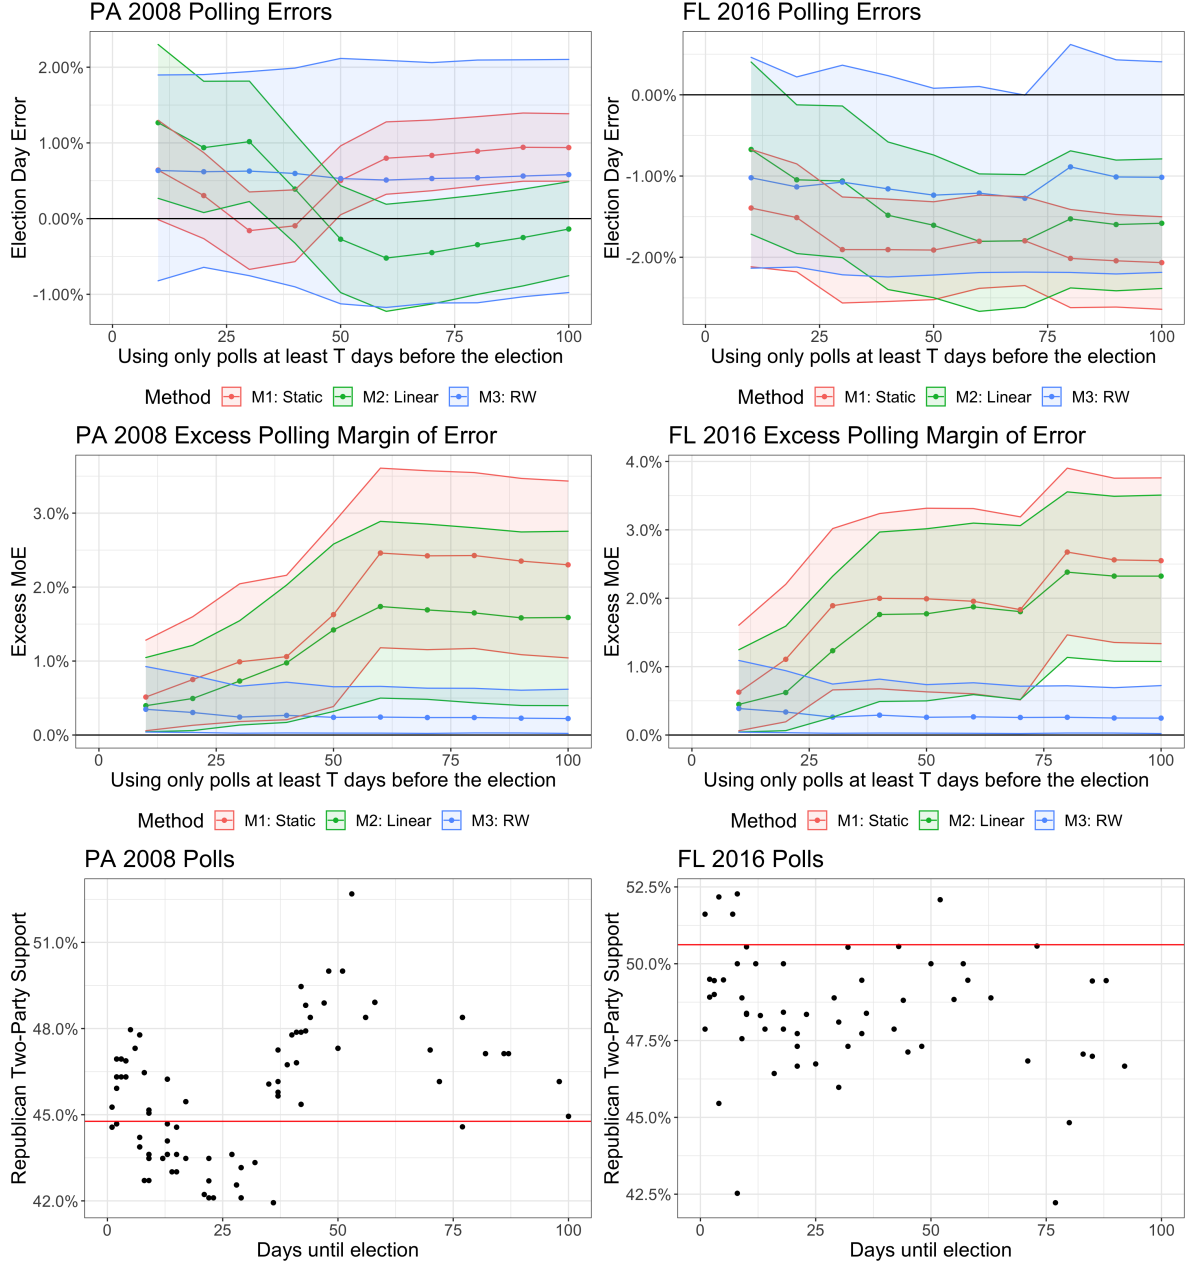 PA 2008 Polling Errors
Election Day Error
2.00%
1.00%
0.00%
-1.00%
0 25 50 75 100
Using only polls at least T days before the election
Method M1: Static M2: Linear M3: RW
FL 2016 Polling Errors
Election Day Error
0.00%
-1.00%
-2.00%
0 25 50 75 100
Using only polls at least T days before the election
Method M1: Static M2: Linear M3: RW
PA 2008 Excess Polling Margin of Error
Excess MoE
3.0%
2.0%
1.0%
0.0%
0 25 50 75 100
Using only polls at least T days before the election
Method M1: Static M2: Linear M3: RW
FL 2016 Excess Polling Margin of Error
Excess MoE
4.0%
3.0%
2.0%
1.0%
0.0%
0 25 50 75 100
Using only polls at least T days before the election
Method M1: Static M2: Linear M3: RW
PA 2008 Polls
Republican Two-Party Support
51.0%
48.0%
45.0%
42.0%
0 25 50 75 100
Days until election
FL 2016 Polls
Republican Two-Party Support
52.5%
50.0%
47.5%
45.0%
42.5%
0 25 50 75 100
Days until election